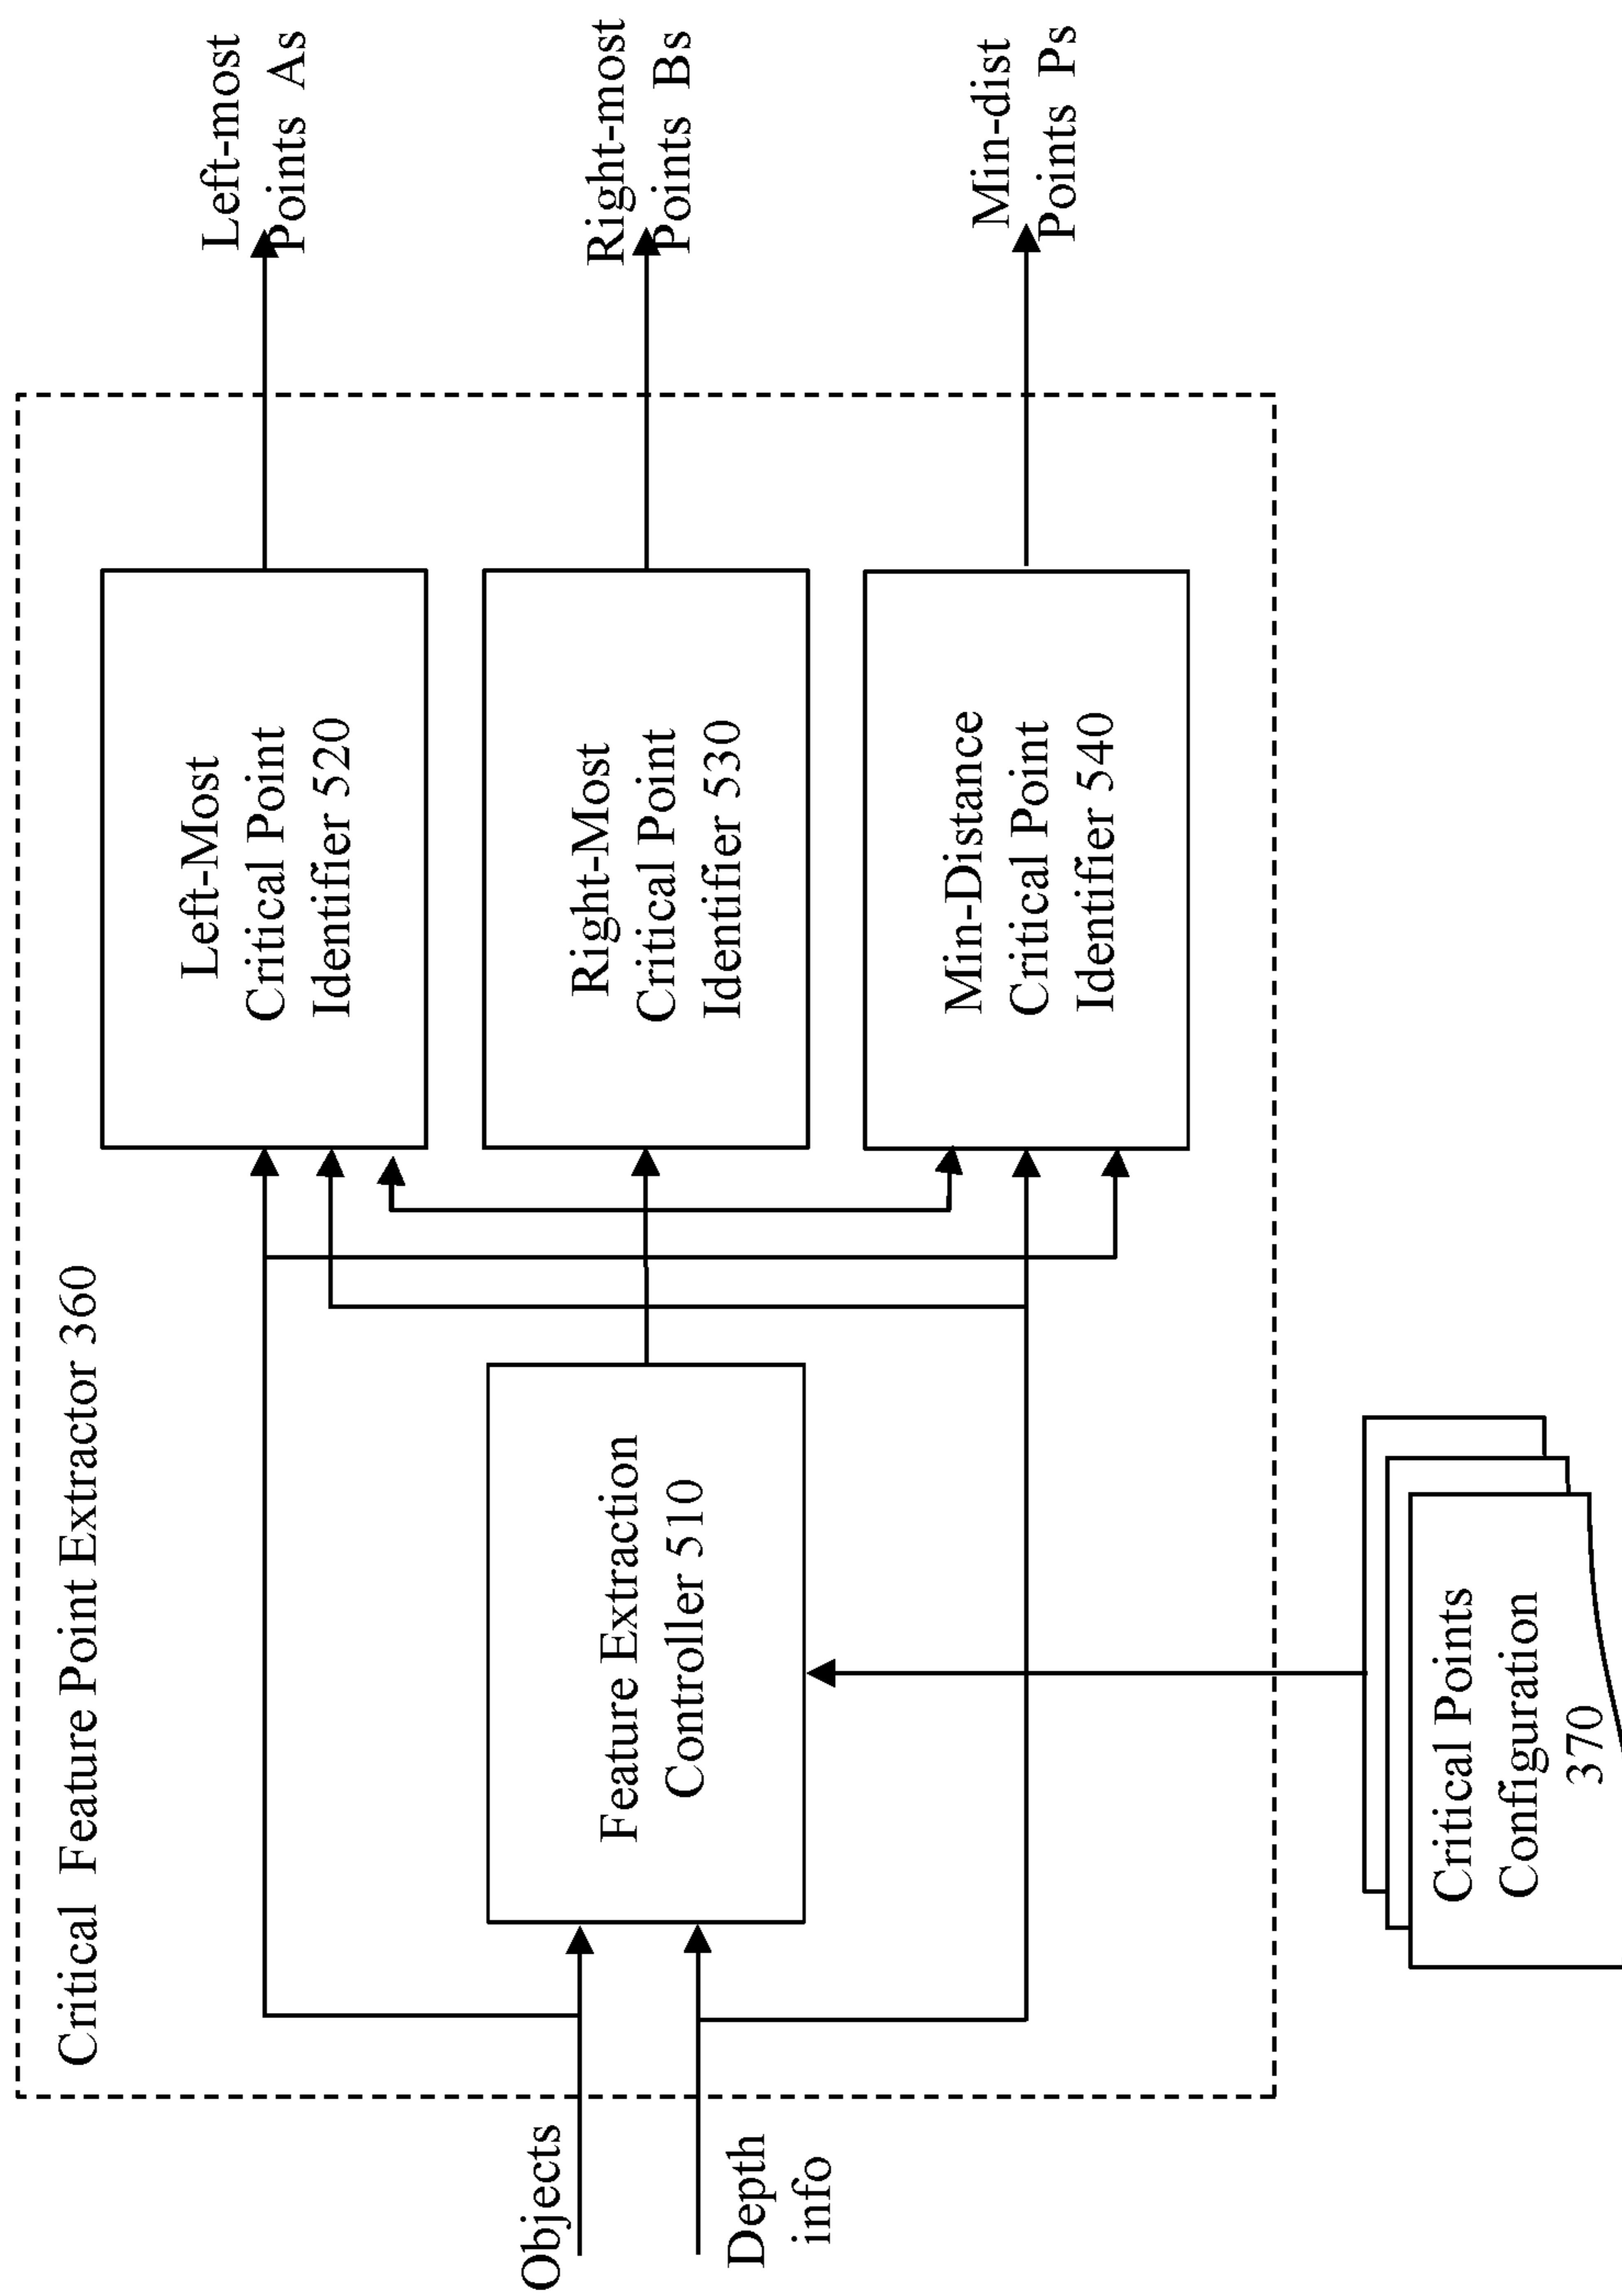 Critical Feature Point Extractor 360
Objects
Depth
info
Feature Extraction
Controller 510
Left-Most
Critical Point
Identifier 520
Right-Most
Critical Point
Identifier 530
Min-Distance
Critical Point
Identifier 540
Left-most
Points As
Right-most
Points Bs
Min-dist
Points Ps
Critical Points
Configuration
370